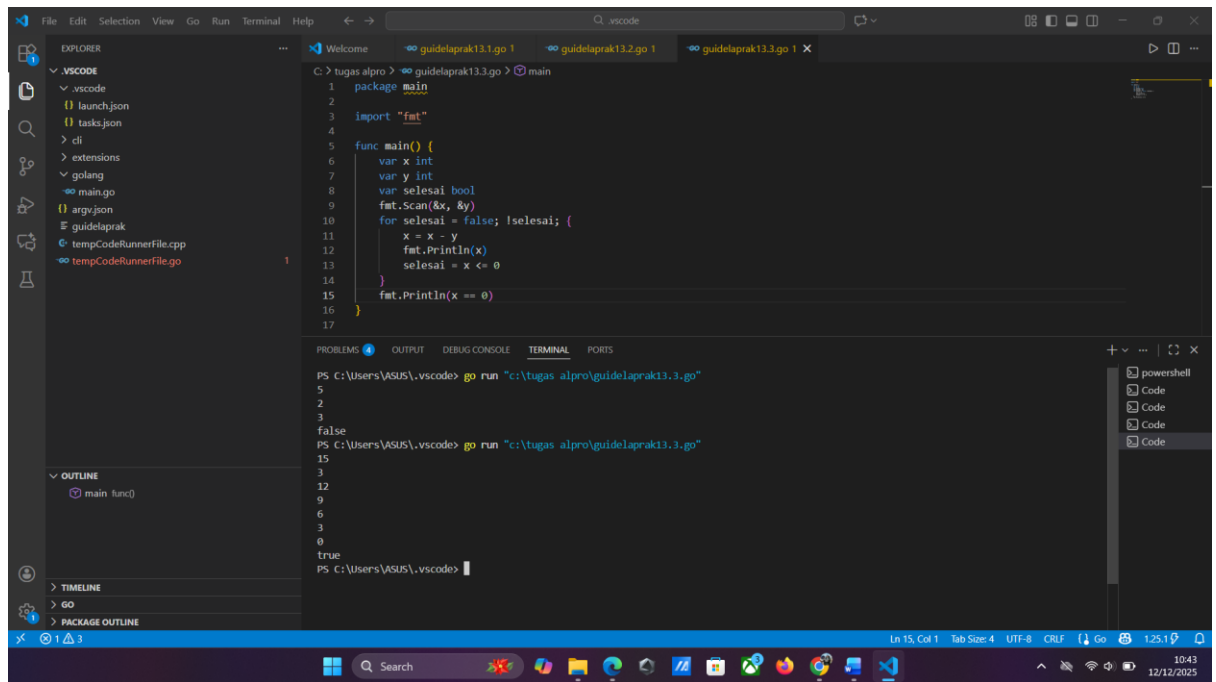 File Edit Selection View Go Run Terminal Help
.vscode
EXPLORER
.VSCODE
.vscode
launch.json
tasks.json
cli
extensions
golang
main.go
argv.json
guidelaprak
tempCodeRunnerFile.cpp
tempCodeRunnerFile.go 1
OUTLINE
main func()
TIMELINE
GO
PACKAGE OUTLINE
Welcome guidelaprak13.1.go 1 guidelaprak13.2.go 1 guidelaprak13.3.go 1
C: > tugas alpro > guidelaprak13.3.go > main
1 package main
2
3 import "fmt"
4
5 func main() {
6 var x int
7 var y int
8 var selesai bool
9 fmt.Scan(&x, &y)
10 for selesai = false; !selesai; {
11 x = x - y
12 fmt.Println(x)
13 selesai = x <= 0
14 }
15 fmt.Println(x == 0)
16 }
17
PROBLEMS 4 OUTPUT DEBUG CONSOLE TERMINAL PORTS
PS C:\Users\ASUS\.vscode> go run "c:\tugas alpro\guidelaprak13.3.go"
5
2
3
false
PS C:\Users\ASUS\.vscode> go run "c:\tugas alpro\guidelaprak13.3.go"
15
3
12
9
6
3
0
true
PS C:\Users\ASUS\.vscode>
powershell
Code
Code
Code
Code
1 3
Ln 15, Col 1 Tab Size: 4 UTF-8 CRLF Go 1.25.1
Search
10:43
12/12/2025